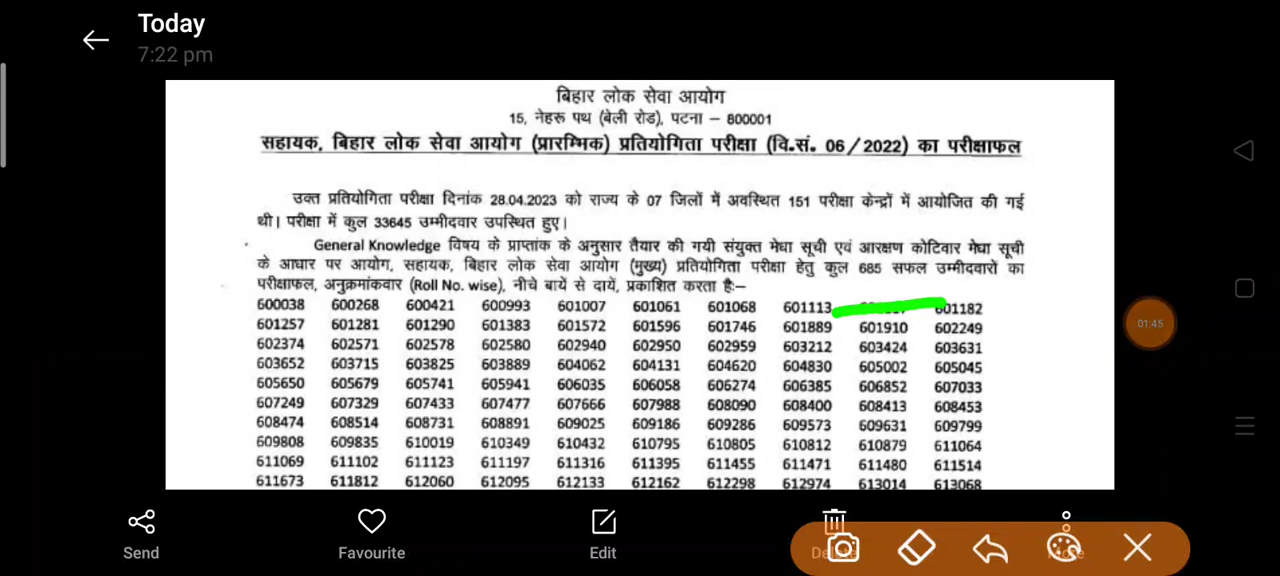 Today
7:22 pm
बिहार लोक सेवा आयोग
15, नेहरू पथ (बेली रोड), पटना – 800001
सहायक, बिहार लोक सेवा आयोग (प्रारम्भिक) प्रतियोगिता परीक्षा (वि.सं. 06/2022) का परीक्षाफल
उक्त प्रतियोगिता परीक्षा दिनांक 28.04.2023 को राज्य के 07 जिलों में अवस्थित 151 परीक्षा केन्द्रों में आयोजित की गई
थी। परीक्षा में कुल 33645 उम्मीदवार उपस्थित हुए।
General Knowledge विषय के प्राप्तांक के अनुसार तैयार की गयी संयुक्त मेधा सूची एवं आरक्षण कोटिवार मेधा सूची
के आधार पर आयोग, सहायक, बिहार लोक सेवा आयोग (मुख्य) प्रतियोगिता परीक्षा हेतु कुल 685 सफल उम्मीदवारों का
परीक्षाफल, अनुक्रमांकवार (Roll No. wise), नीचे बायें से दायें, प्रकाशित करता है:–
600038 600268 600421 600993 601007 601061 601068 601113 601182
601257 601281 601290 601383 601572 601596 601746 601889 601910 602249
602374 602571 602578 602580 602940 602950 602959 603212 603424 603631
603652 603715 603825 603889 604062 604131 604620 604830 605002 605045
605650 605679 605741 605941 606035 606058 606274 606385 606852 607033
607249 607329 607433 607477 607666 607988 608090 608400 608413 608453
608474 608514 608731 608891 609025 609186 609286 609573 609631 609799
609808 609835 610019 610349 610432 610795 610805 610812 610879 611064
611069 611102 611123 611197 611316 611395 611455 611471 611480 611514
611673 611812 612060 612095 612133 612162 612298 612974 613014 613068
01:45
Send Favourite Edit